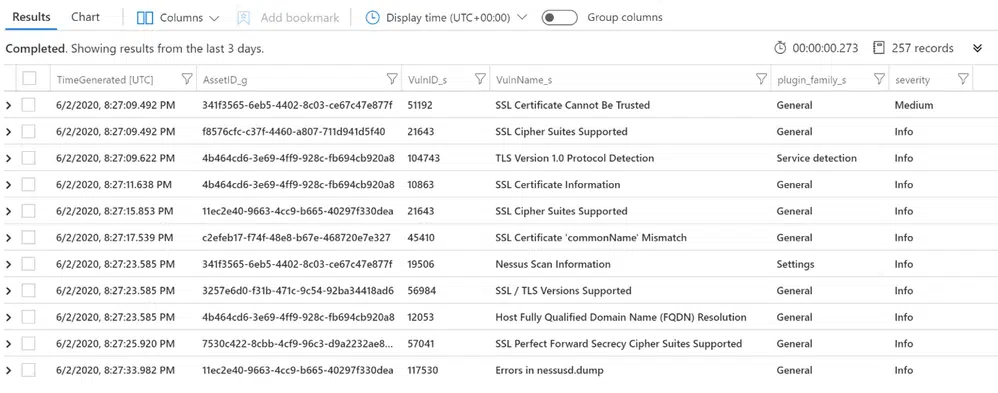 Results Chart Columns Add bookmark Display time (UTC+00:00) Group columns
Completed. Showing results from the last 3 days. 00:00:00.273 257 records
TimeGenerated [UTC] AssetID_g VulnID_s VulnName_s plugin_family_s severity
6/2/2020, 8:27:09.492 PM 341f3565-6eb5-4402-8c03-ce67c47e877f 51192 SSL Certificate Cannot Be Trusted General Medium
6/2/2020, 8:27:09.492 PM f8576cfc-c37f-4460-a807-711d941d5f40 21643 SSL Cipher Suites Supported General Info
6/2/2020, 8:27:09.622 PM 4b464cd6-3e69-4ff9-928c-fb694cb920a8 104743 TLS Version 1.0 Protocol Detection Service detection Info
6/2/2020, 8:27:11.638 PM 4b464cd6-3e69-4ff9-928c-fb694cb920a8 10863 SSL Certificate Information General Info
6/2/2020, 8:27:15.853 PM 11ec2e40-9663-4cc9-b665-40297f330dea 21643 SSL Cipher Suites Supported General Info
6/2/2020, 8:27:17.539 PM c2efeb17-f74f-48e8-b67e-468720e7e327 45410 SSL Certificate 'commonName' Mismatch General Info
6/2/2020, 8:27:23.585 PM 341f3565-6eb5-4402-8c03-ce67c47e877f 19506 Nessus Scan Information Settings Info
6/2/2020, 8:27:23.585 PM 3257e6d0-f31b-471c-9c54-92ba34418ad6 56984 SSL / TLS Versions Supported General Info
6/2/2020, 8:27:23.585 PM 4b464cd6-3e69-4ff9-928c-fb694cb920a8 12053 Host Fully Qualified Domain Name (FQDN) Resolution General Info
6/2/2020, 8:27:25.920 PM 7530c422-8cbb-4cf9-96c3-d9a2232ae8... 57041 SSL Perfect Forward Secrecy Cipher Suites Supported General Info
6/2/2020, 8:27:33.982 PM 11ec2e40-9663-4cc9-b665-40297f330dea 117530 Errors in nessusd.dump General Info